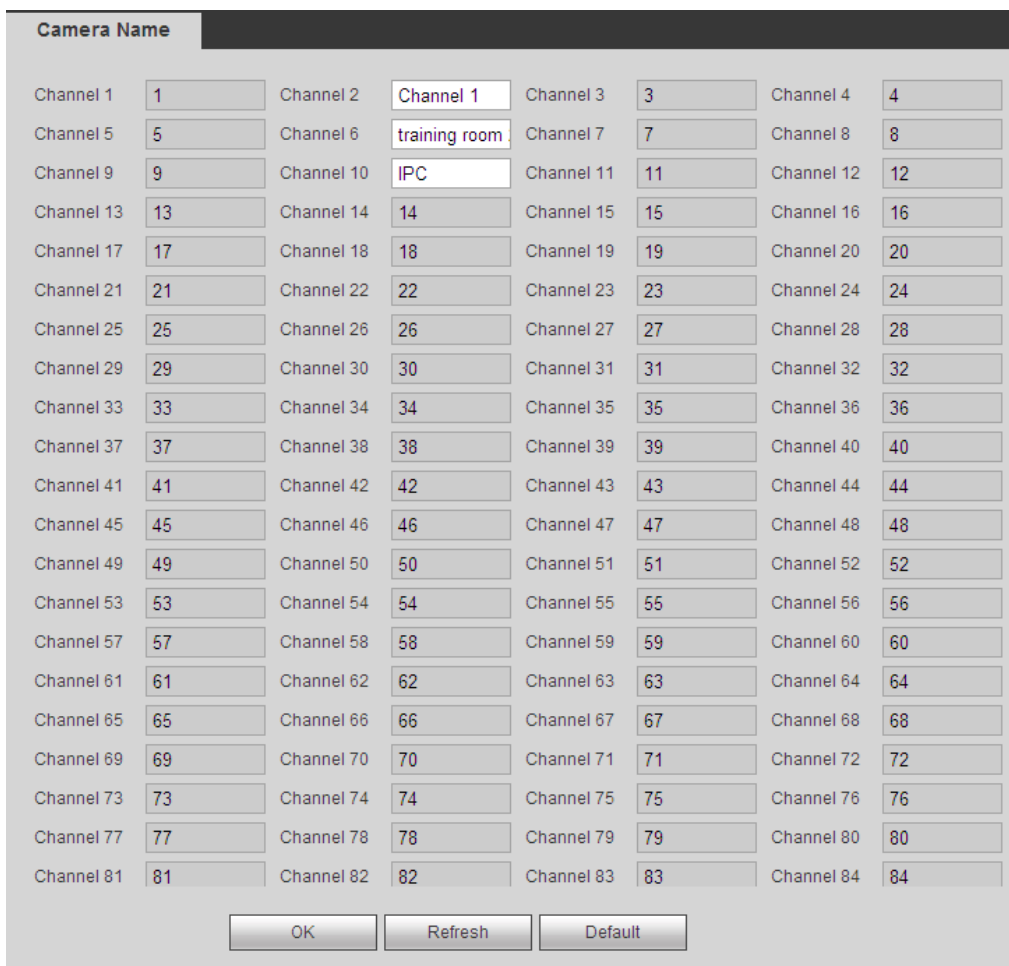 Camera Name
Channel 1 1 Channel 2 Channel 1 Channel 3 3 Channel 4 4
Channel 5 5 Channel 6 training room Channel 7 7 Channel 8 8
Channel 9 9 Channel 10 IPC Channel 11 11 Channel 12 12
Channel 13 13 Channel 14 14 Channel 15 15 Channel 16 16
Channel 17 17 Channel 18 18 Channel 19 19 Channel 20 20
Channel 21 21 Channel 22 22 Channel 23 23 Channel 24 24
Channel 25 25 Channel 26 26 Channel 27 27 Channel 28 28
Channel 29 29 Channel 30 30 Channel 31 31 Channel 32 32
Channel 33 33 Channel 34 34 Channel 35 35 Channel 36 36
Channel 37 37 Channel 38 38 Channel 39 39 Channel 40 40
Channel 41 41 Channel 42 42 Channel 43 43 Channel 44 44
Channel 45 45 Channel 46 46 Channel 47 47 Channel 48 48
Channel 49 49 Channel 50 50 Channel 51 51 Channel 52 52
Channel 53 53 Channel 54 54 Channel 55 55 Channel 56 56
Channel 57 57 Channel 58 58 Channel 59 59 Channel 60 60
Channel 61 61 Channel 62 62 Channel 63 63 Channel 64 64
Channel 65 65 Channel 66 66 Channel 67 67 Channel 68 68
Channel 69 69 Channel 70 70 Channel 71 71 Channel 72 72
Channel 73 73 Channel 74 74 Channel 75 75 Channel 76 76
Channel 77 77 Channel 78 78 Channel 79 79 Channel 80 80
Channel 81 81 Channel 82 82 Channel 83 83 Channel 84 84
OK Refresh Default